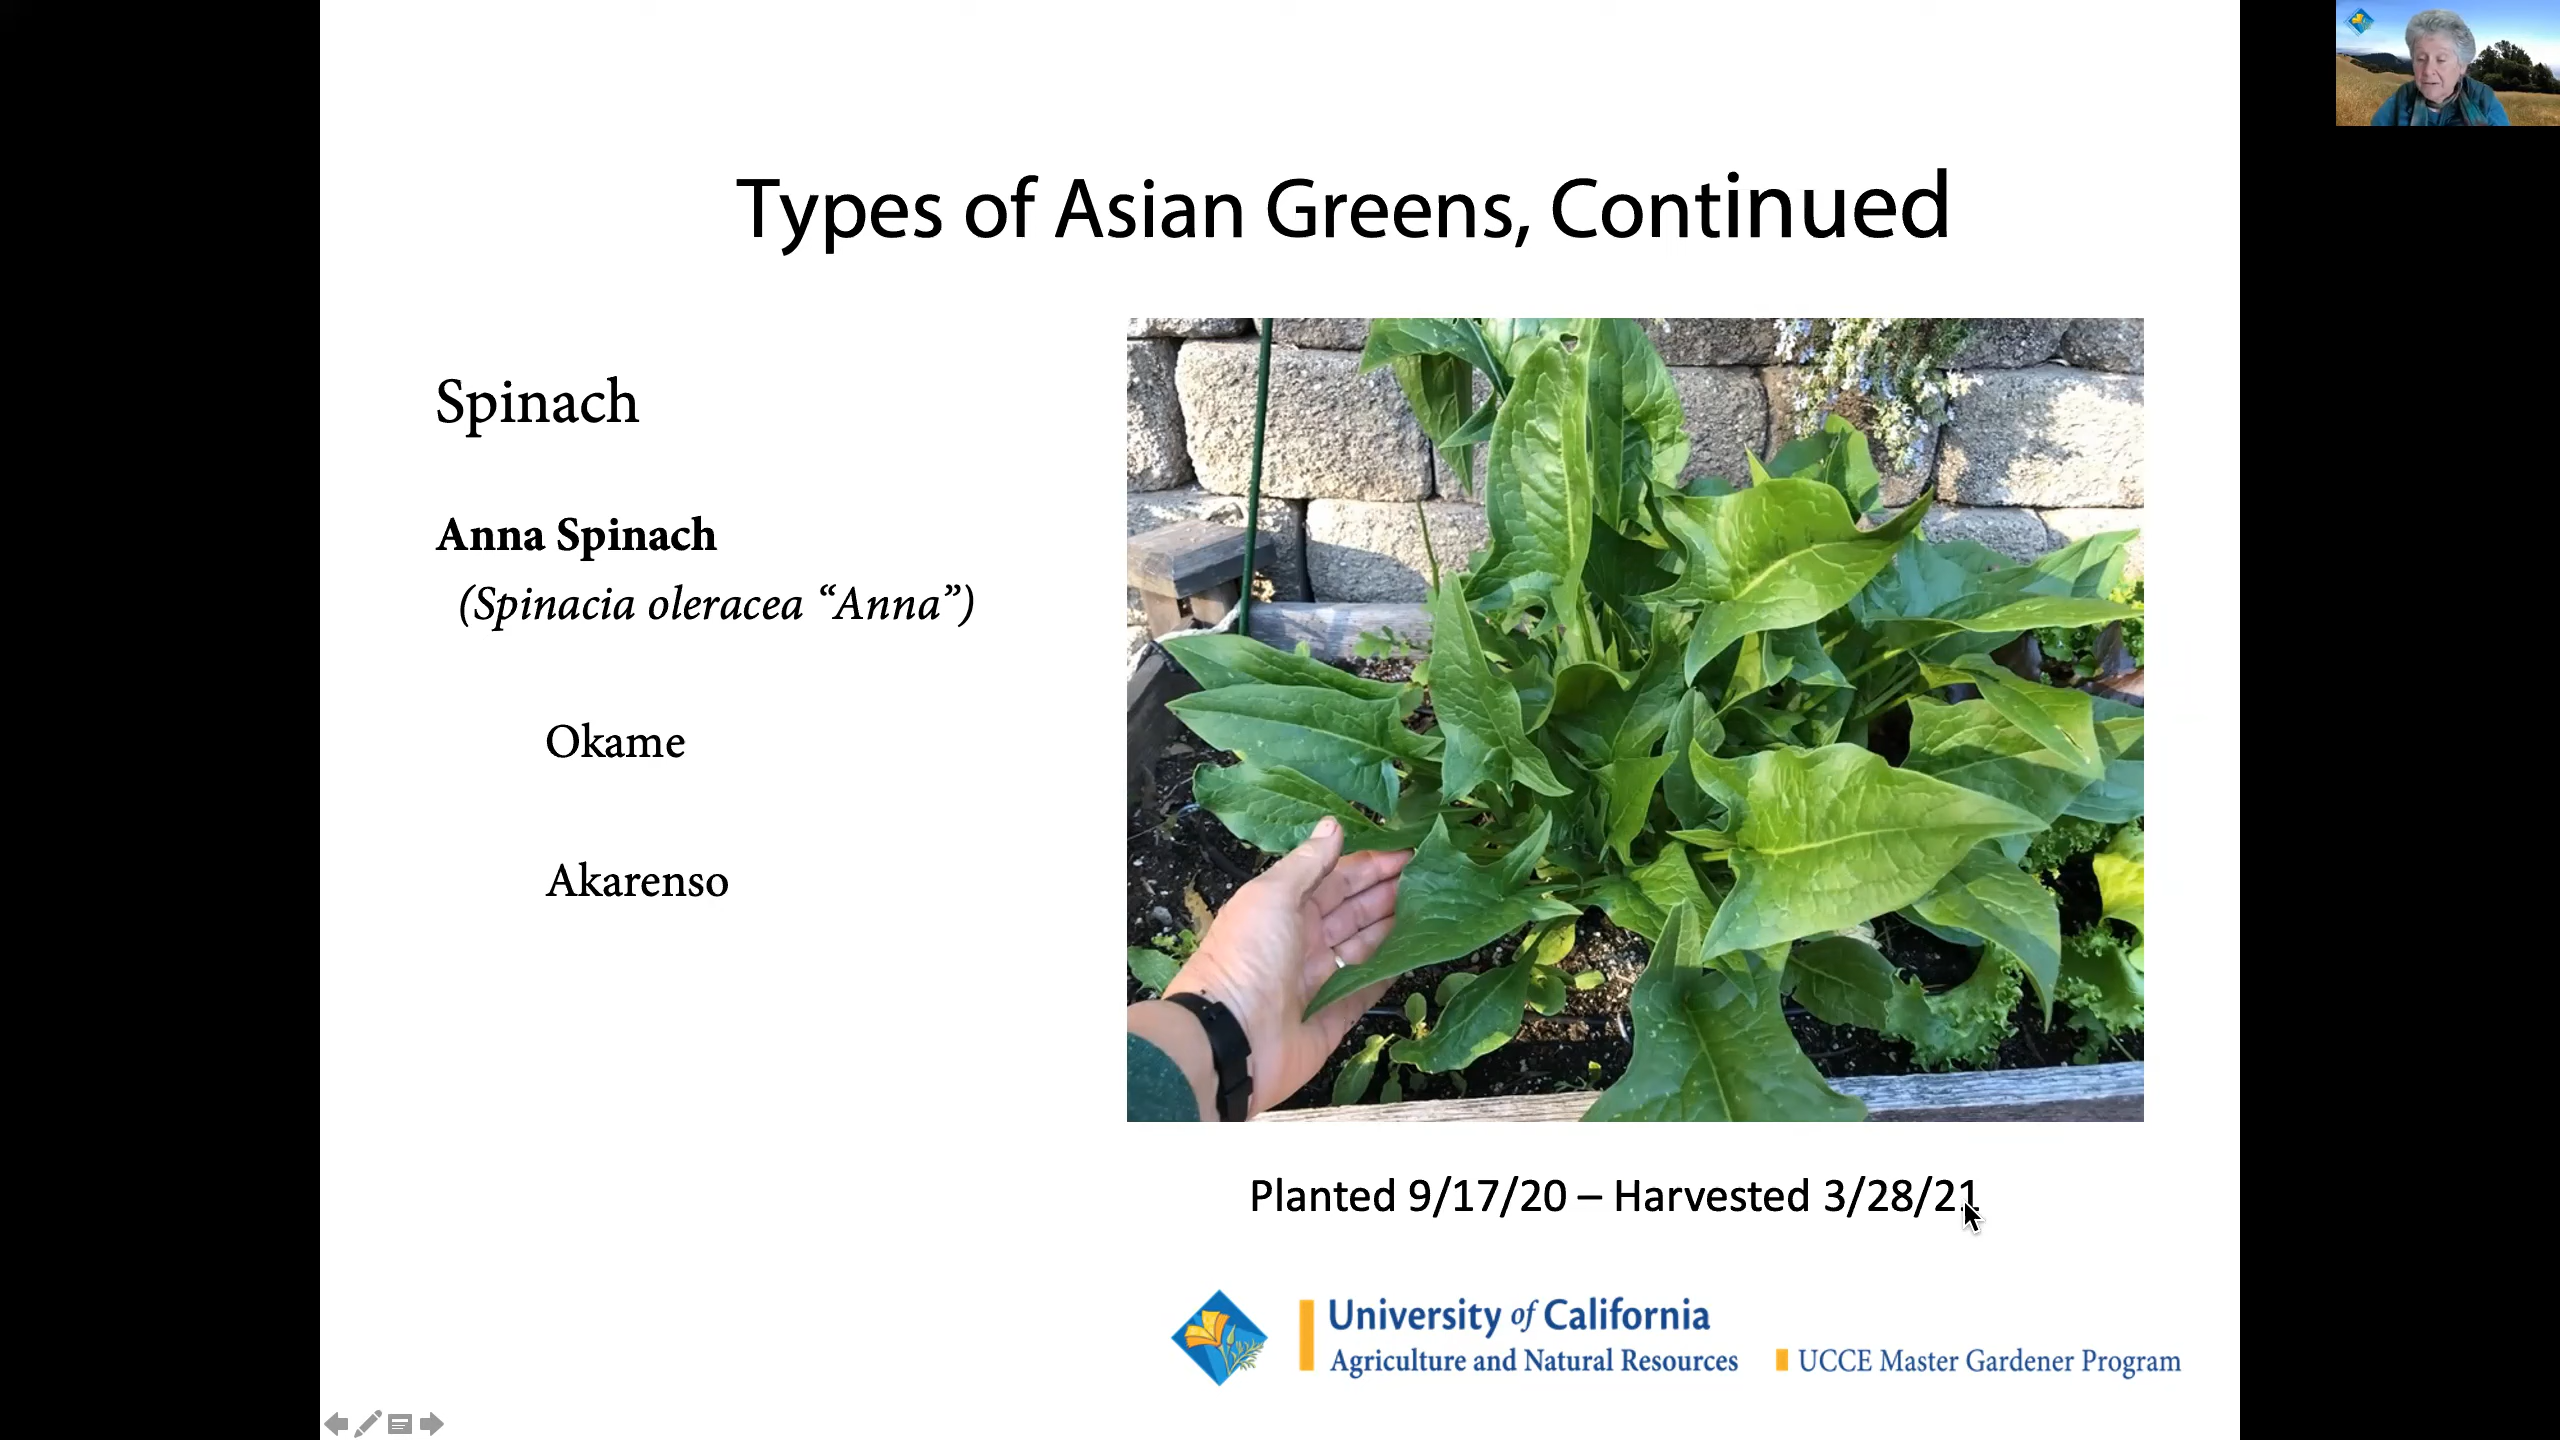 Types of Asian Greens, Continued
Spinach
Anna Spinach
(Spinacia oleracea “Anna”)
Okame
Akarenso
Planted 9/17/20 – Harvested 3/28/21
University of California
Agriculture and Natural Resources
UCCE Master Gardener Program